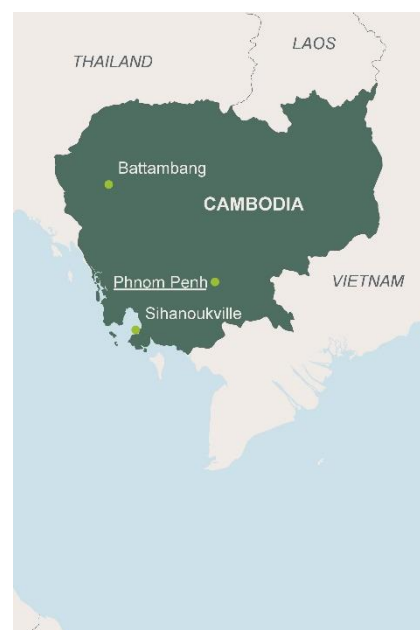 LAOS
THAILAND
Battambang
CAMBODIA
Phnom Penh
VIETNAM
Sihanoukville